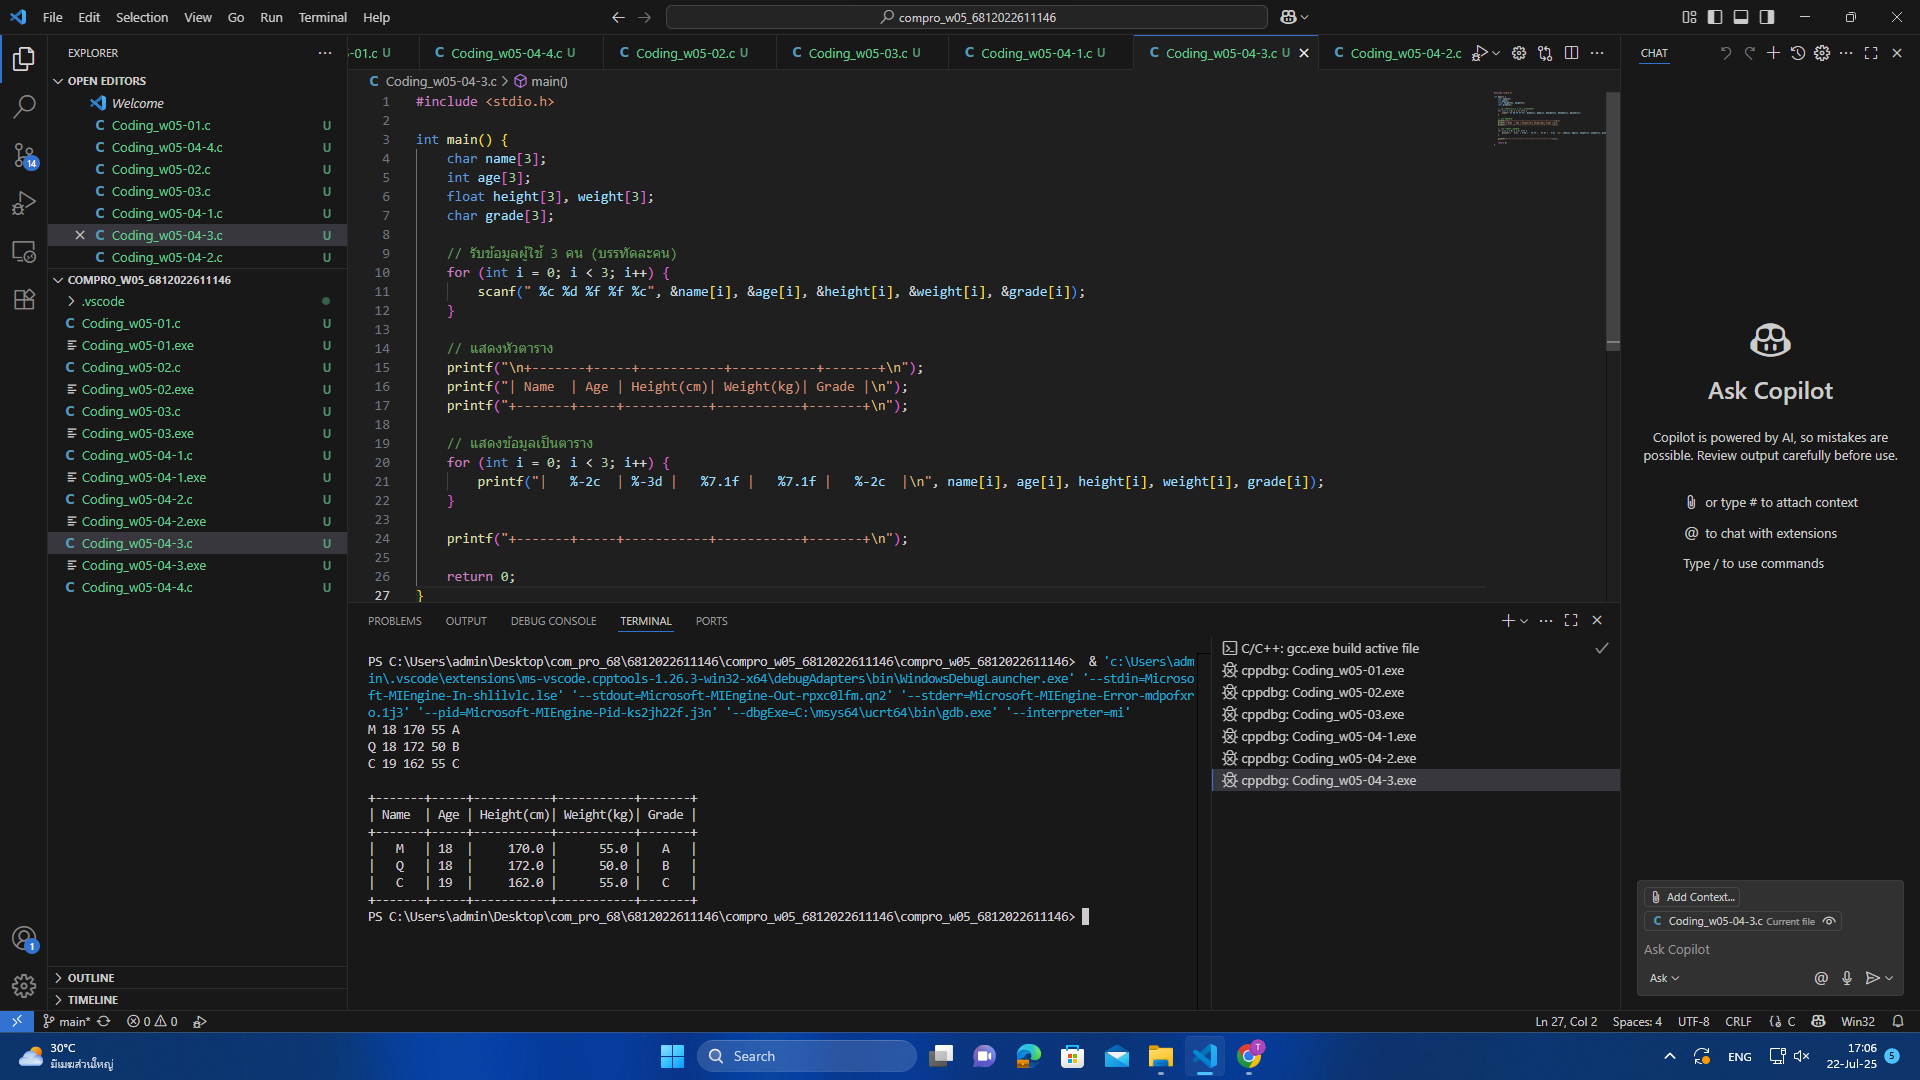 File Edit Selection View Go Run Terminal Help
compro_w05_6812022611146
EXPLORER
OPEN EDITORS
Welcome
Coding_w05-01.c U
Coding_w05-04-4.c U
Coding_w05-02.c U
Coding_w05-03.c U
Coding_w05-04-1.c U
Coding_w05-04-3.c U
Coding_w05-04-2.c U
COMPRO_W05_6812022611146
.vscode
Coding_w05-01.c U
Coding_w05-01.exe U
Coding_w05-02.c U
Coding_w05-02.exe U
Coding_w05-03.c U
Coding_w05-03.exe U
Coding_w05-04-1.c U
Coding_w05-04-1.exe U
Coding_w05-04-2.c U
Coding_w05-04-2.exe U
Coding_w05-04-3.c U
Coding_w05-04-3.exe U
Coding_w05-04-4.c U
OUTLINE
TIMELINE
14
1
-01.c U C Coding_w05-04-4.c U C Coding_w05-02.c U C Coding_w05-03.c U C Coding_w05-04-1.c U C Coding_w05-04-3.c U C Coding_w05-04-2.c
C Coding_w05-04-3.c > main()
1 #include <stdio.h>
2
3 int main() {
4 char name[3];
5 int age[3];
6 float height[3], weight[3];
7 char grade[3];
8
9 // รับข้อมูลผู้ใช้ 3 คน (บรรทัดละคน)
10 for (int i = 0; i < 3; i++) {
11 scanf(" %c %d %f %f %c", &name[i], &age[i], &height[i], &weight[i], &grade[i]);
12 }
13
14 // แสดงหัวตาราง
15 printf("\n+-------+-----+-----------+-----------+-------+\n");
16 printf("| Name  | Age | Height(cm)| Weight(kg)| Grade |\n");
17 printf("+-------+-----+-----------+-----------+-------+\n");
18
19 // แสดงข้อมูลเป็นตาราง
20 for (int i = 0; i < 3; i++) {
21 printf("|   %-2c  | %-3d |   %7.1f |   %7.1f |   %-2c  |\n", name[i], age[i], height[i], weight[i], grade[i]);
22 }
23
24 printf("+-------+-----+-----------+-----------+-------+\n");
25
26 return 0;
27 }
PROBLEMS OUTPUT DEBUG CONSOLE TERMINAL PORTS
PS C:\Users\admin\Desktop\com_pro_68\6812022611146\compro_w05_6812022611146\compro_w05_6812022611146>  & 'c:\Users\adm
in\.vscode\extensions\ms-vscode.cpptools-1.26.3-win32-x64\debugAdapters\bin\WindowsDebugLauncher.exe' '--stdin=Microso
ft-MIEngine-In-shlilvlc.lse' '--stdout=Microsoft-MIEngine-Out-rpxc0lfm.qn2' '--stderr=Microsoft-MIEngine-Error-mdpofxr
o.1j3' '--pid=Microsoft-MIEngine-Pid-ks2jh22f.j3n' '--dbgExe=C:\msys64\ucrt64\bin\gdb.exe' '--interpreter=mi'
M 18 170 55 A
Q 18 172 50 B
C 19 162 55 C
+-------+-----+-----------+-----------+-------+
| Name  | Age | Height(cm)| Weight(kg)| Grade |
+-------+-----+-----------+-----------+-------+
|   M   | 18  |     170.0 |      55.0 |   A   |
|   Q   | 18  |     172.0 |      50.0 |   B   |
|   C   | 19  |     162.0 |      55.0 |   C   |
+-------+-----+-----------+-----------+-------+
PS C:\Users\admin\Desktop\com_pro_68\6812022611146\compro_w05_6812022611146\compro_w05_6812022611146>
C/C++: gcc.exe build active file
cppdbg: Coding_w05-01.exe
cppdbg: Coding_w05-02.exe
cppdbg: Coding_w05-03.exe
cppdbg: Coding_w05-04-1.exe
cppdbg: Coding_w05-04-2.exe
cppdbg: Coding_w05-04-3.exe
CHAT
Ask Copilot
Copilot is powered by AI, so mistakes are
possible. Review output carefully before use.
or type # to attach context
@ to chat with extensions
Type / to use commands
Add Context...
C Coding_w05-04-3.c Current file
Ask Copilot
Ask
main* 0 0
Ln 27, Col 2 Spaces: 4 UTF-8 CRLF {} C Win32
30°C
มีเมฆส่วนใหญ่
Search
T
ENG
17:06
22-Jul-25
5